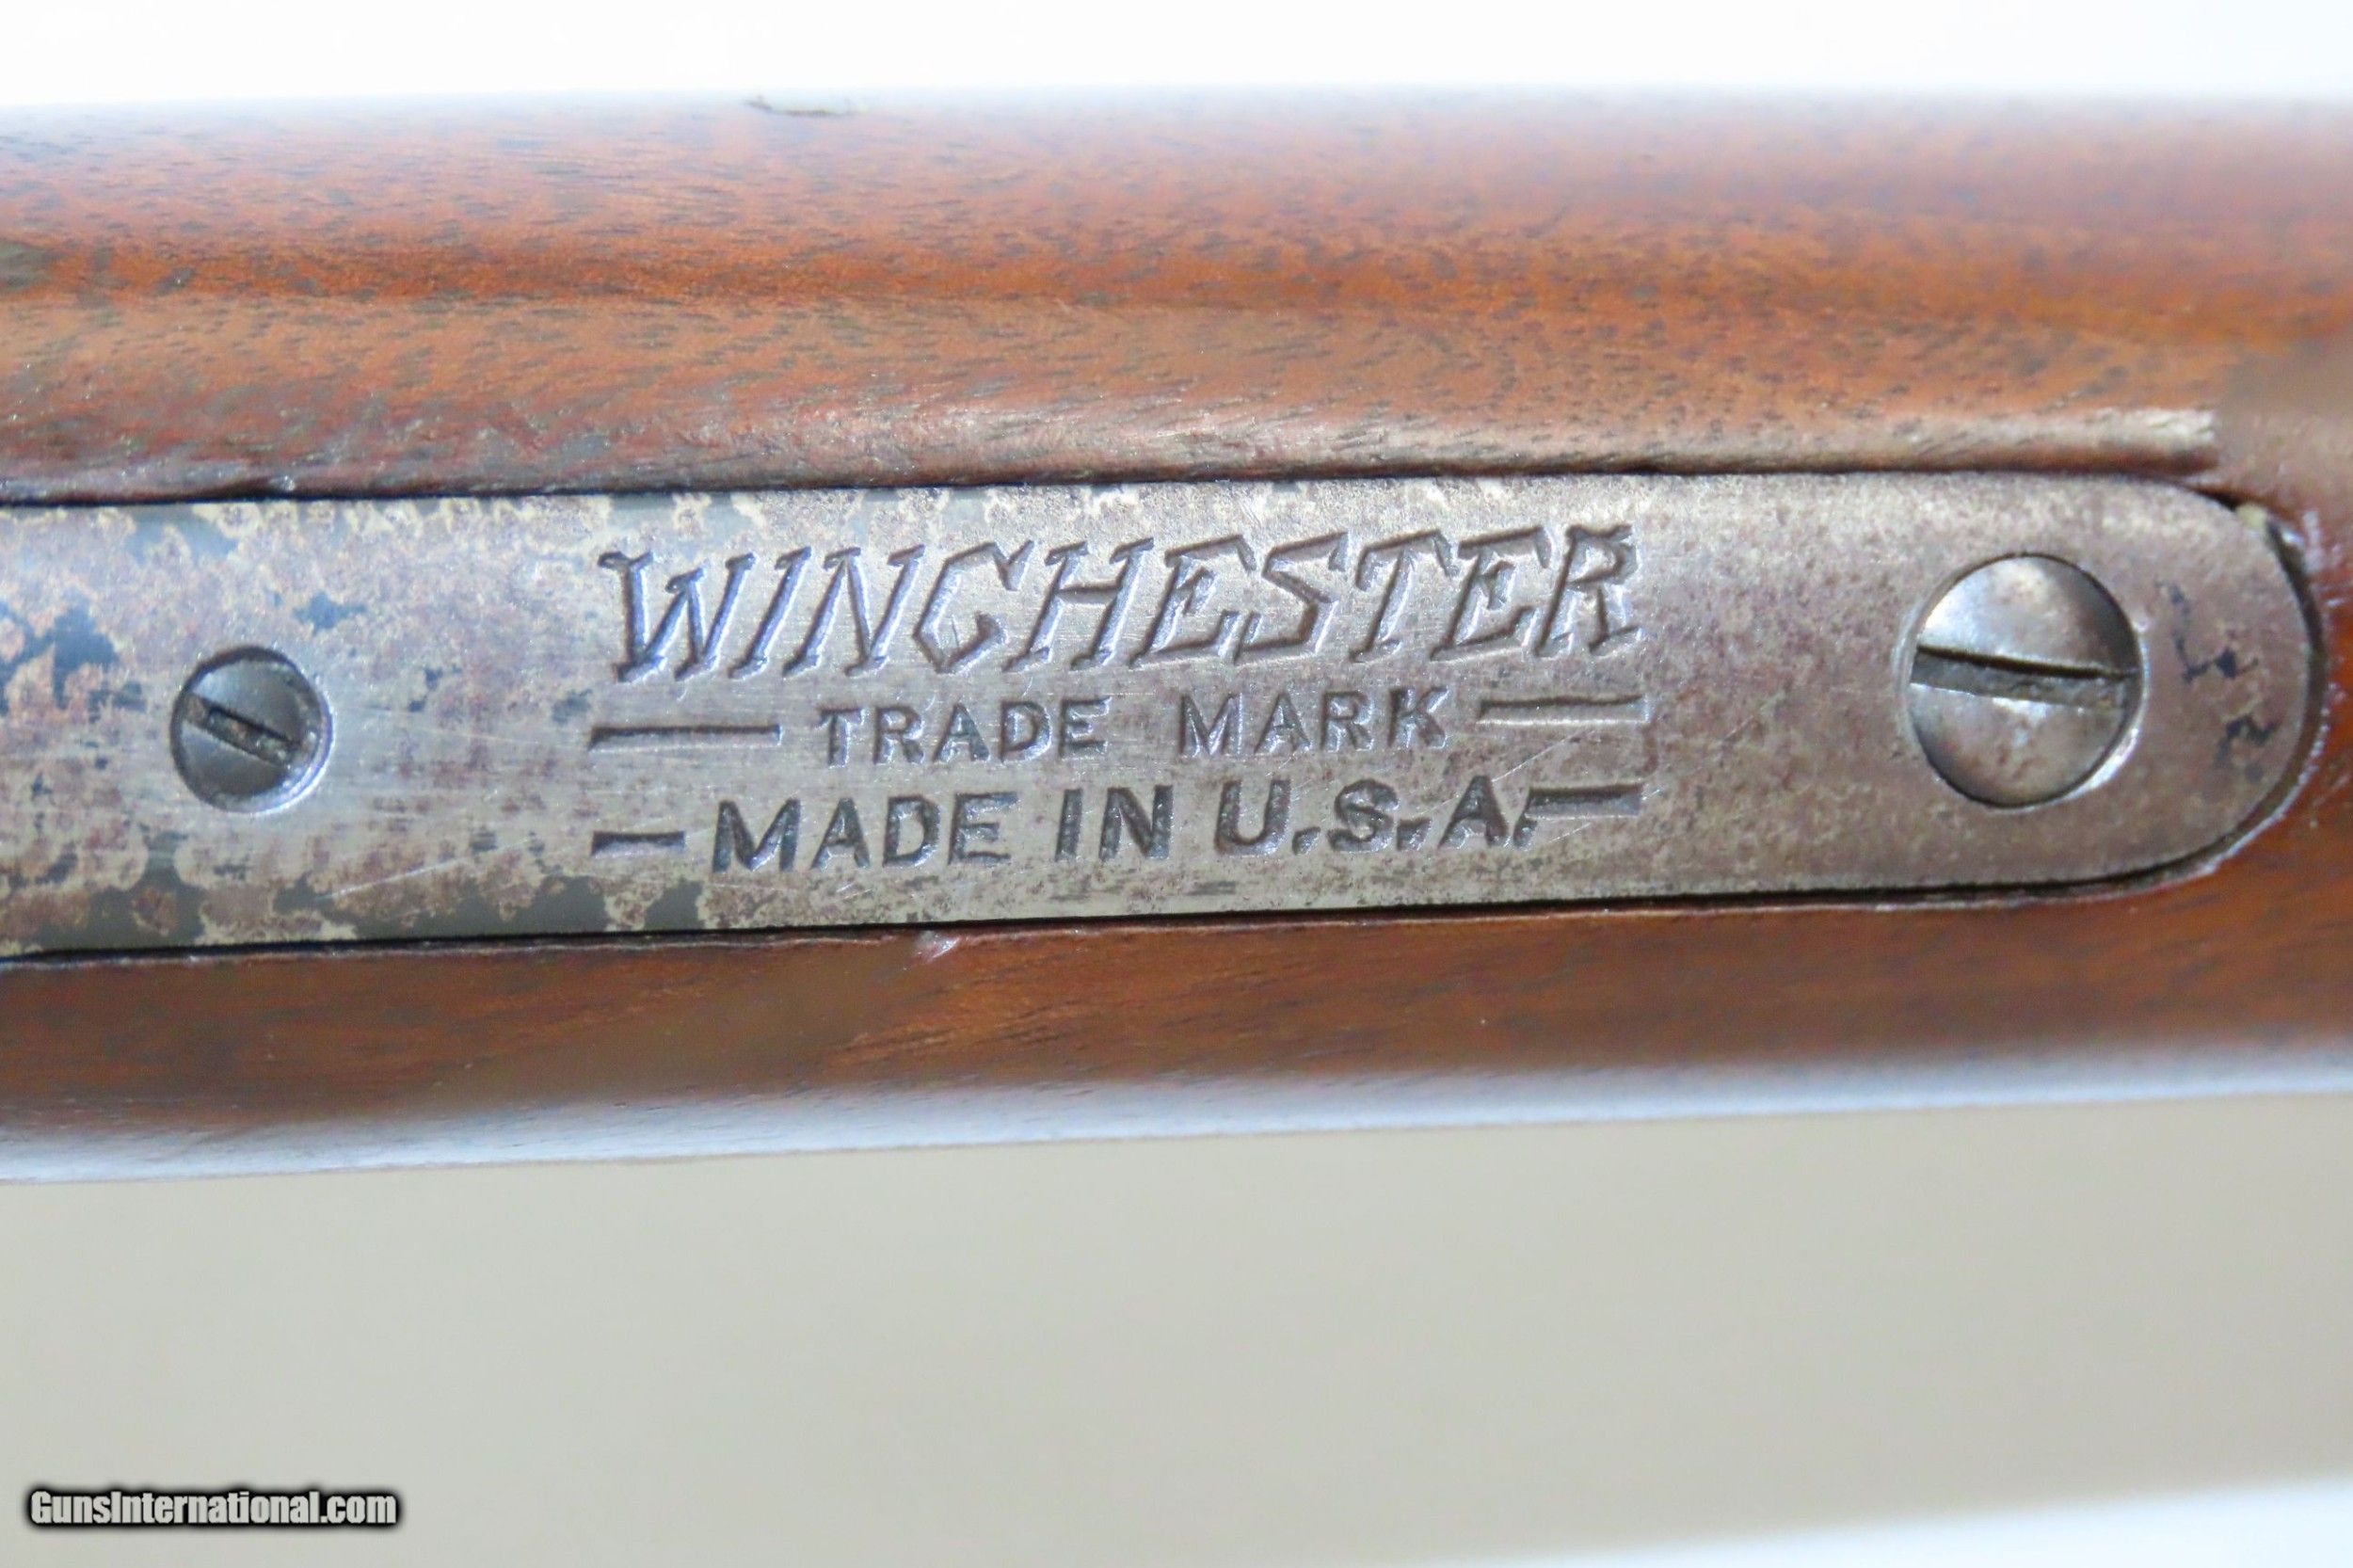 WINCHESTER
TRADE MARK
MADE IN U.S.A.
GunsInternational.com